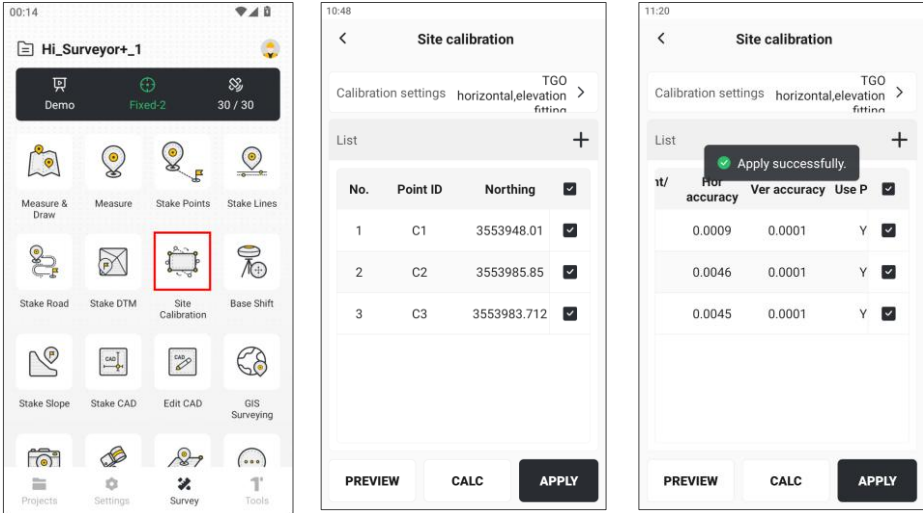 00:14
Hi_Surveyor+_1
Demo
Fixed-2
30 / 30
Measure &
Draw
Measure
Stake Points
Stake Lines
Stake Road
Stake DTM
Site
Calibration
Base Shift
CAD
CAD
Stake Slope
Stake CAD
Edit CAD
GIS
Surveying
Projects
Settings
Survey
Tools
10:48
Site calibration
Calibration settings
TGO
horizontal,elevation
fitting
List
No. Point ID Northing
1 C1 3553948.01
2 C2 3553985.85
3 C3 3553983.712
PREVIEW CALC APPLY
11:20
Site calibration
Calibration settings
TGO
horizontal,elevation
fitting
List
Apply successfully.
nt/ Hor
accuracy Ver accuracy Use P
0.0009 0.0001 Y
0.0046 0.0001 Y
0.0045 0.0001 Y
PREVIEW CALC APPLY